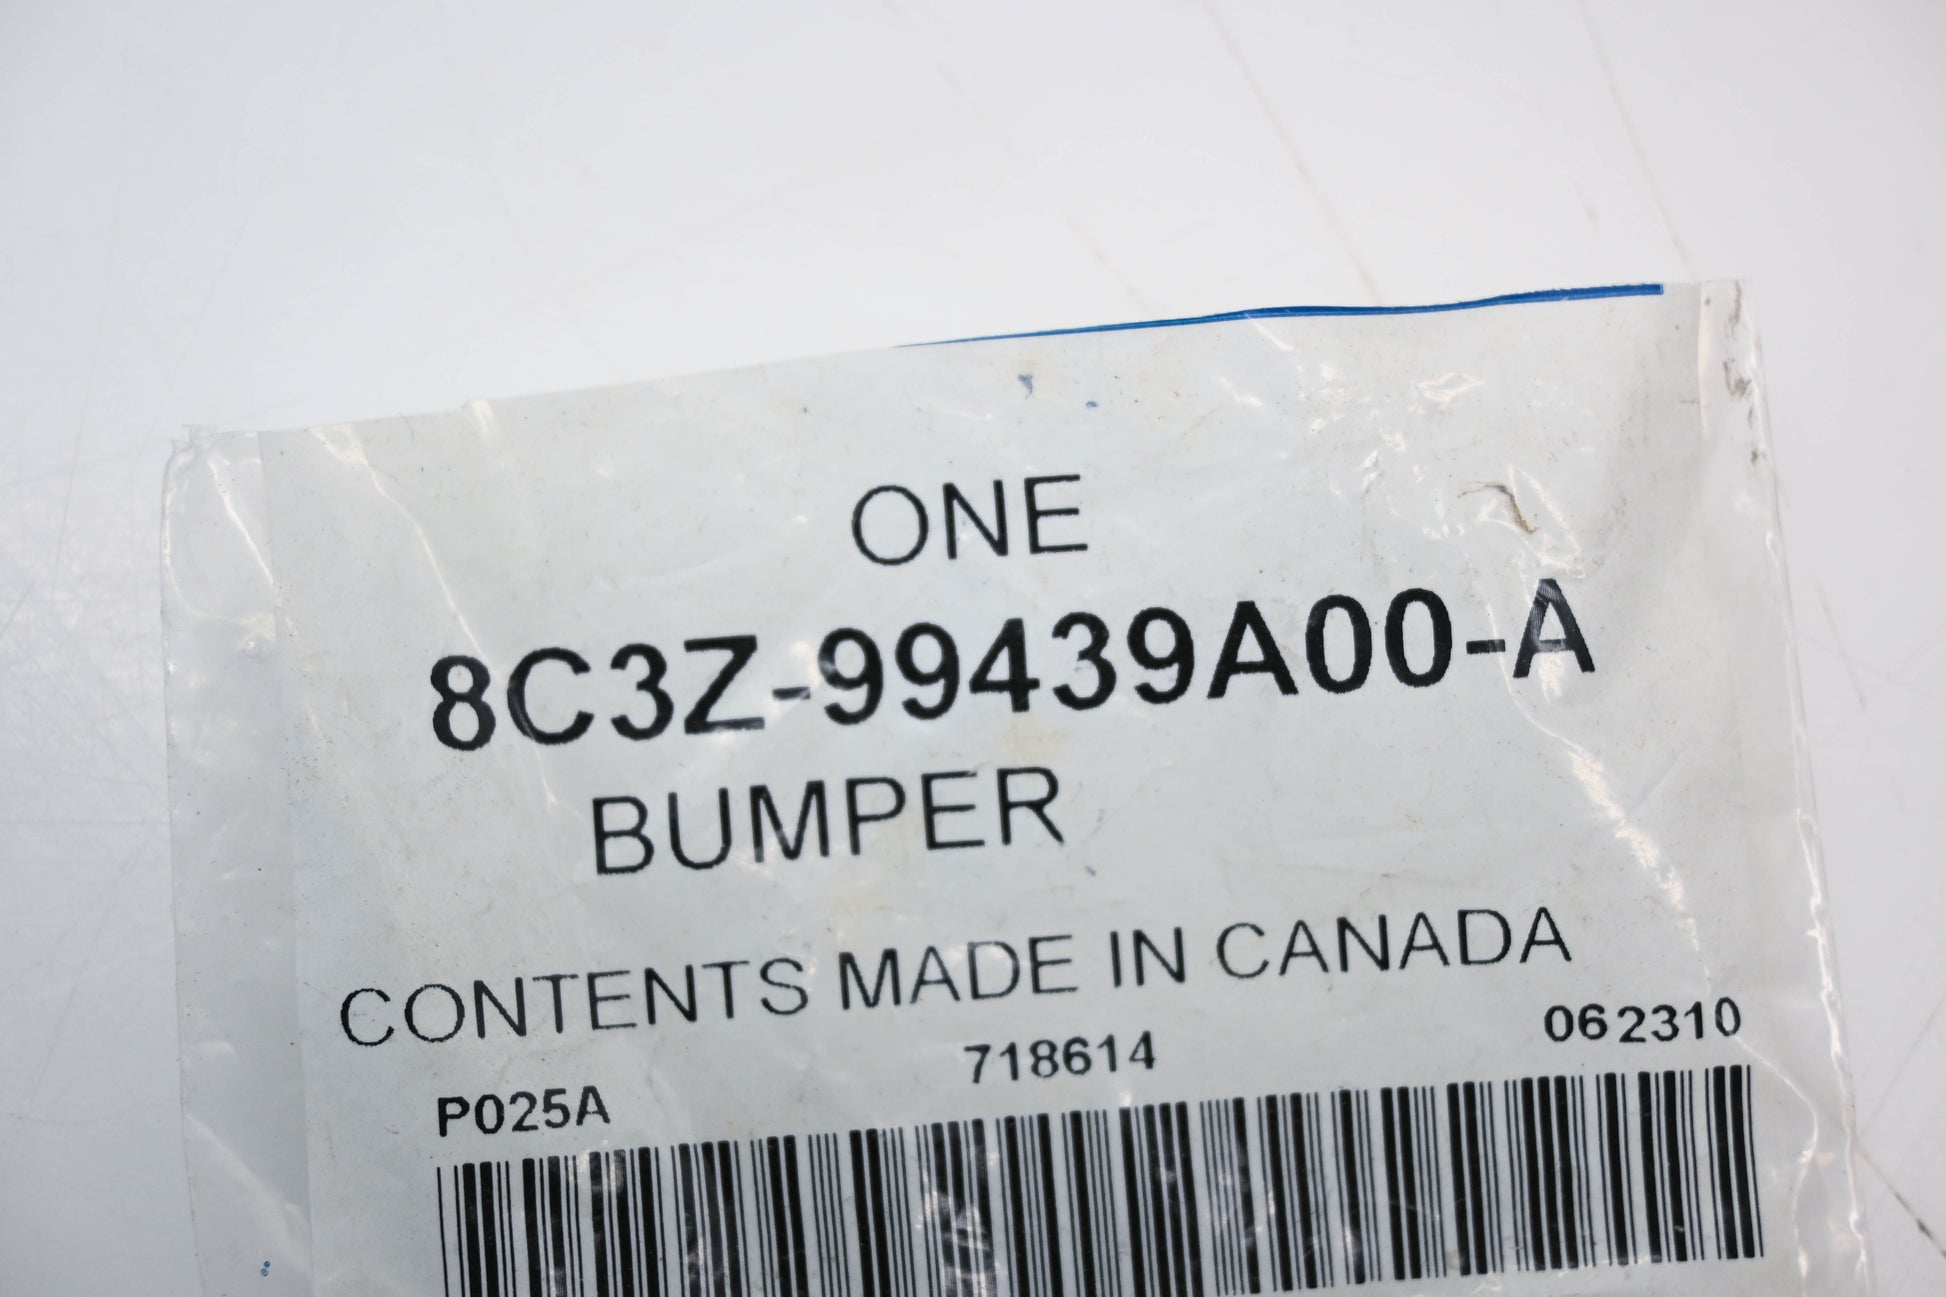 ONE
8C3Z-99439A00-A
BUMPER
CONTENTS MADE IN CANADA
P025A 718614 062310